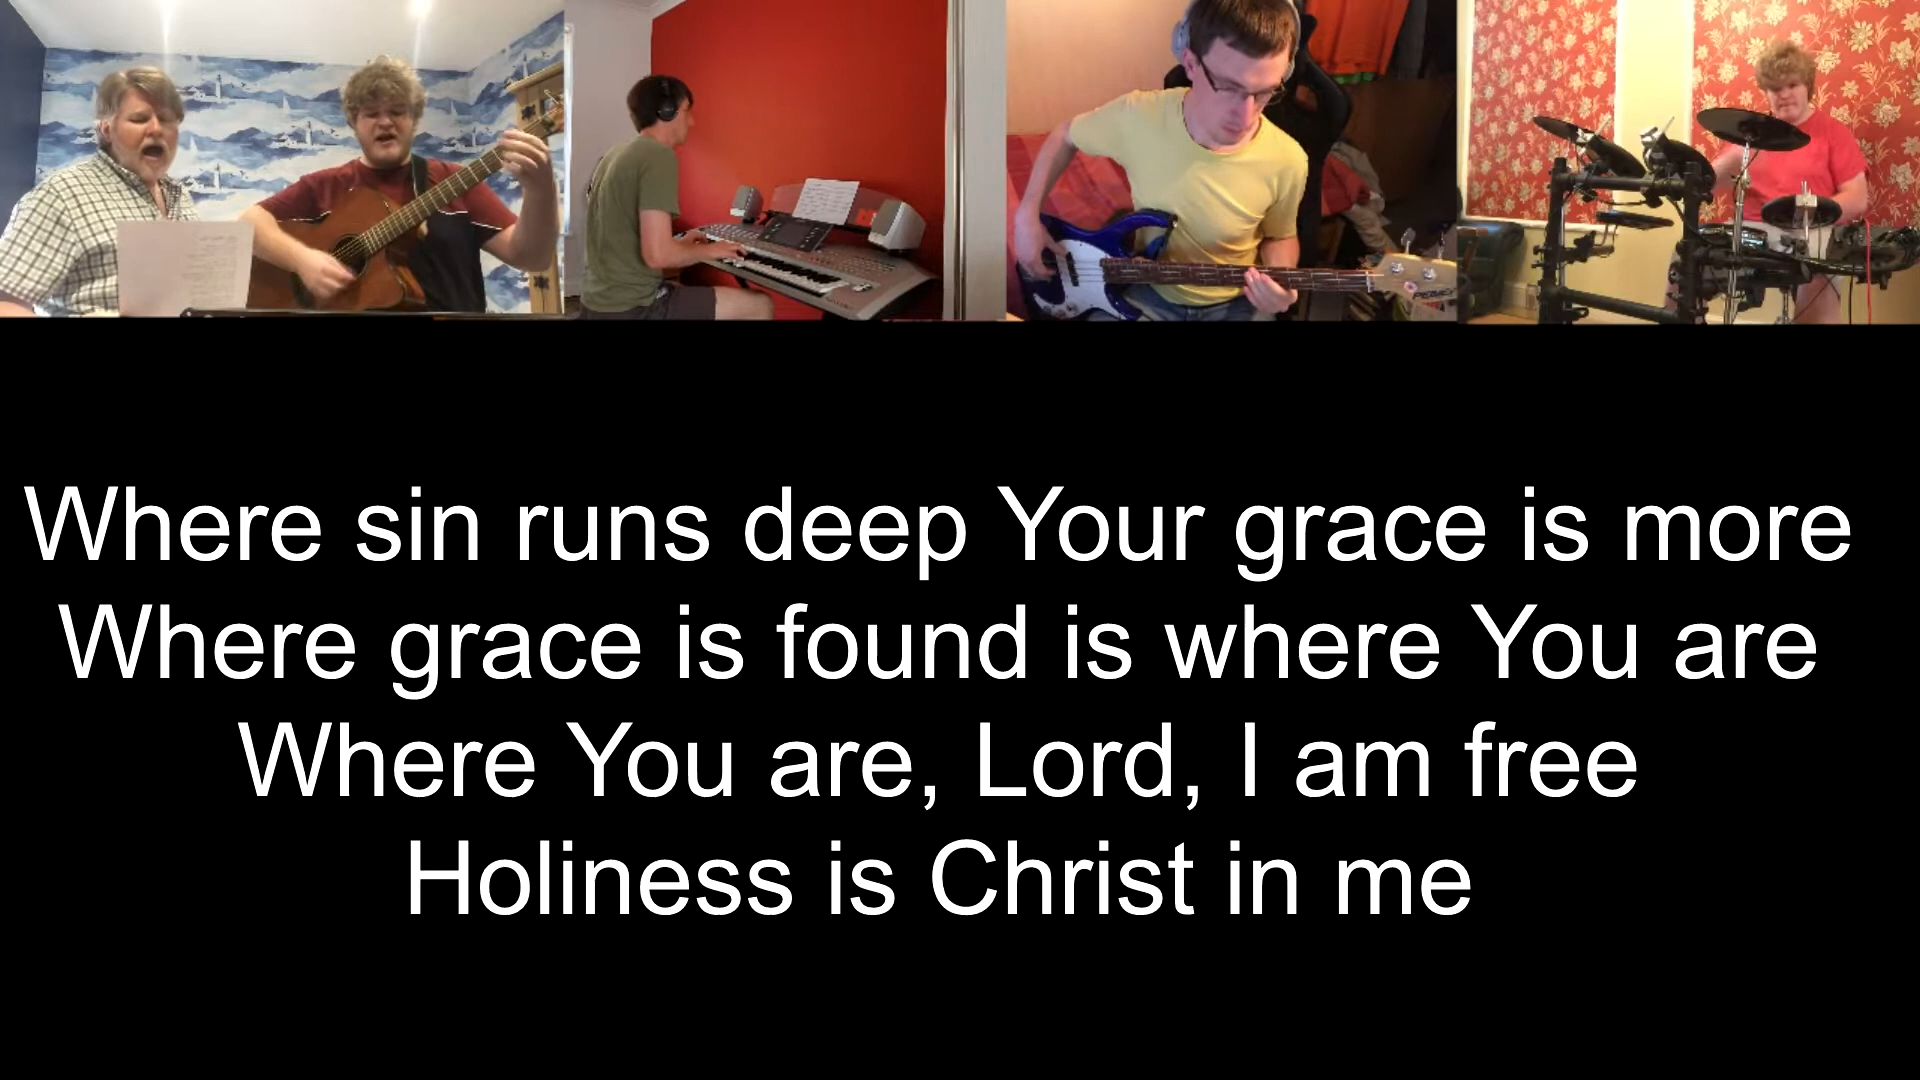 Where sin runs deep Your grace is more
Where grace is found is where You are
Where You are, Lord, I am free
Holiness is Christ in me